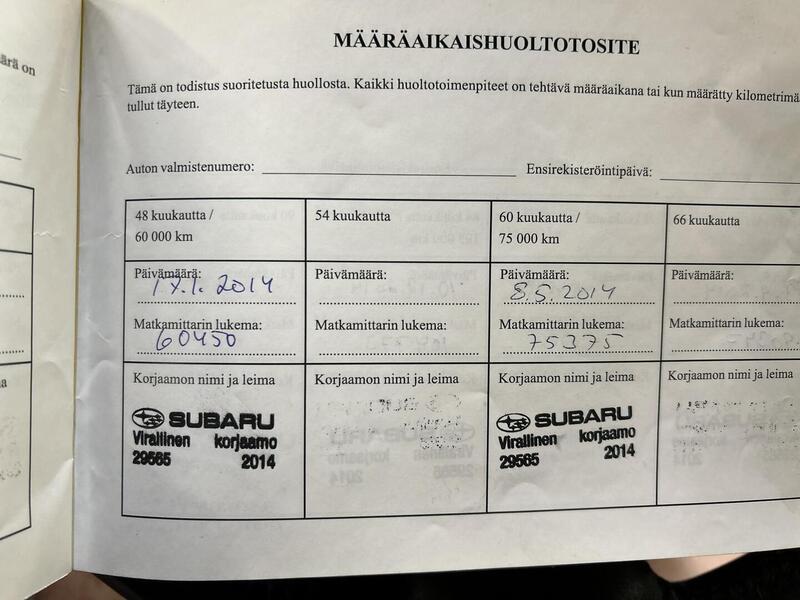 MÄÄRÄAIKAISHUOLTOTOSITE
Tämä on todistus suoritetusta huollosta. Kaikki huoltotoimenpiteet on tehtävä määräaikana tai kun määrätty kilometrimä
tullut täyteen.
Auton valmistenumero:
Ensirekisteröintipäivä:
48 kuukautta /
60 000 km
54 kuukautta
60 kuukautta /
75 000 km
66 kuukautta
Päivämäärä:
17.1. 2014
Päivämäärä:
Päivämäärä:
8.5. 2014
Päivämäärä:
Matkamittarin lukema:
60450
Matkamittarin lukema:
Matkamittarin lukema:
75375
Matkamittarin lukema:
Korjaamon nimi ja leima
SUBARU
Virallinen korjaamo
29565 2014
Korjaamon nimi ja leima
Korjaamon nimi ja leima
SUBARU
Virallinen korjaamo
29565 2014
Korjaamon nimi ja leima